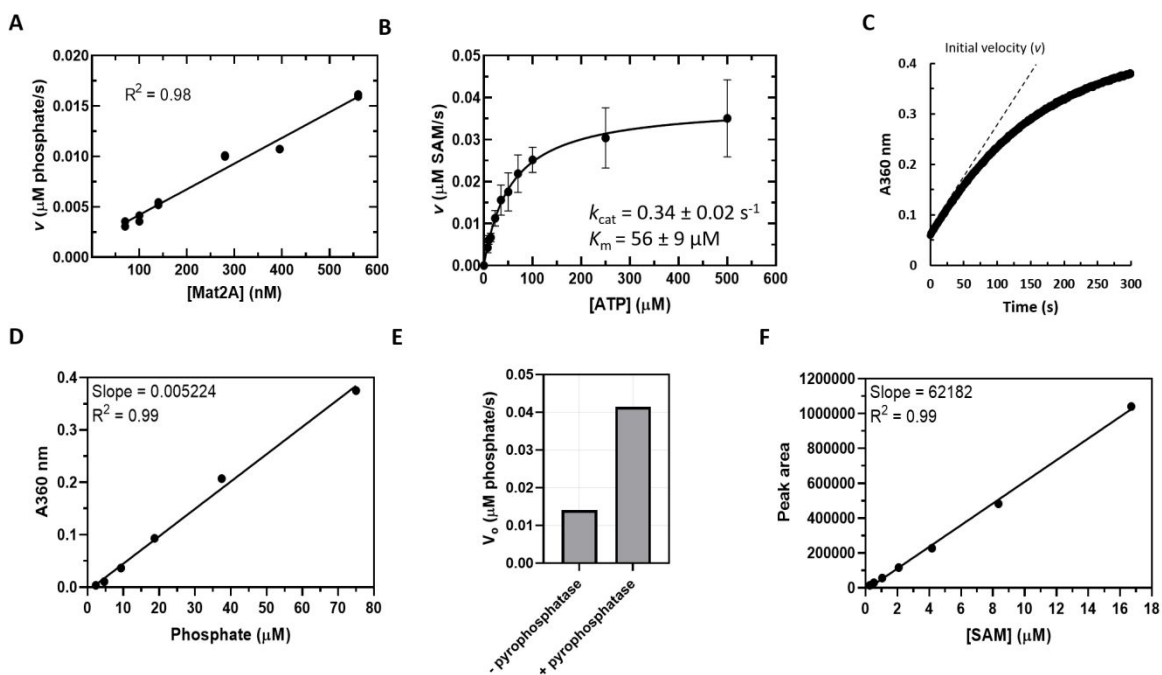 A
0.020
0.015
0.010
0.005
0.000
v (μM phosphate/s)
R² = 0.98
100 200 300 400 500 600
[Mat2A] (nM)
B
0.05
0.04
0.03
0.02
0.01
0.00
v (μM SAM/s)
kcat = 0.34 ± 0.02 s⁻¹
Km = 56 ± 9 μM
0 100 200 300 400 500 600
[ATP] (μM)
C
Initial velocity (v)
0.4
0.3
0.2
0.1
0
A360 nm
0 50 100 150 200 250 300
Time (s)
D
Slope = 0.005224
R² = 0.99
0.4
0.3
0.2
0.1
0.0
A360 nm
0 10 20 30 40 50 60 70 80
Phosphate (μM)
E
0.05
0.04
0.03
0.02
0.01
0.00
Vo (μM phosphate/s)
- pyrophosphatase
+ pyrophosphatase
F
Slope = 62182
R² = 0.99
1200000
1000000
800000
600000
400000
200000
0
Peak area
0 2 4 6 8 10 12 14 16 18
[SAM] (μM)